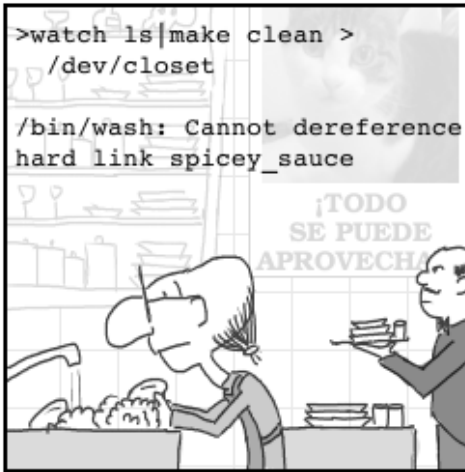 >watch ls|make clean >
/dev/closet
/bin/wash: Cannot dereference
hard link spicey_sauce
¡TODO
SE PUEDE
APROVECHA